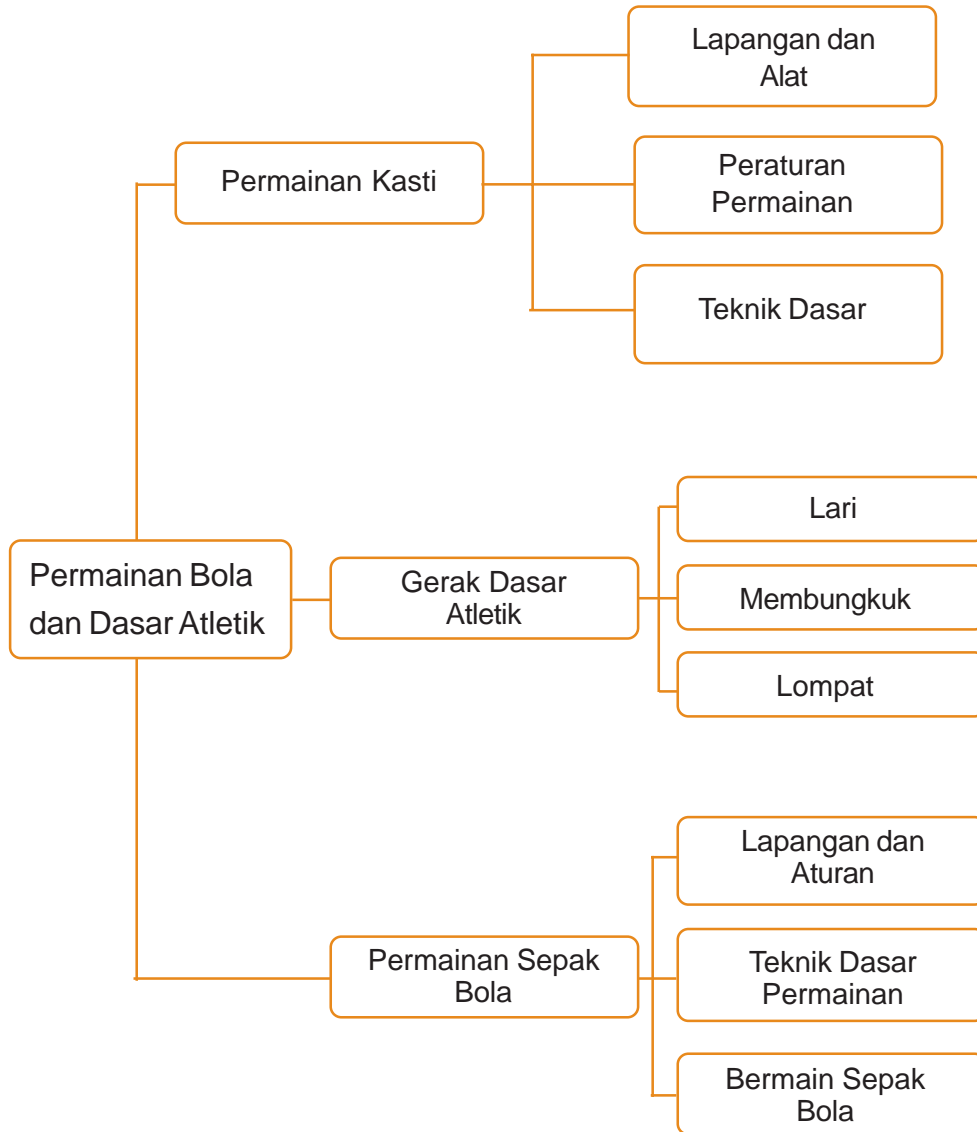 Lapangan dan
Alat
Permainan Kasti
Peraturan
Permainan
Teknik Dasar
Permainan Bola
dan Dasar Atletik
Gerak Dasar
Atletik
Lari
Membungkuk
Lompat
Permainan Sepak
Bola
Lapangan dan
Aturan
Teknik Dasar
Permainan
Bermain Sepak
Bola